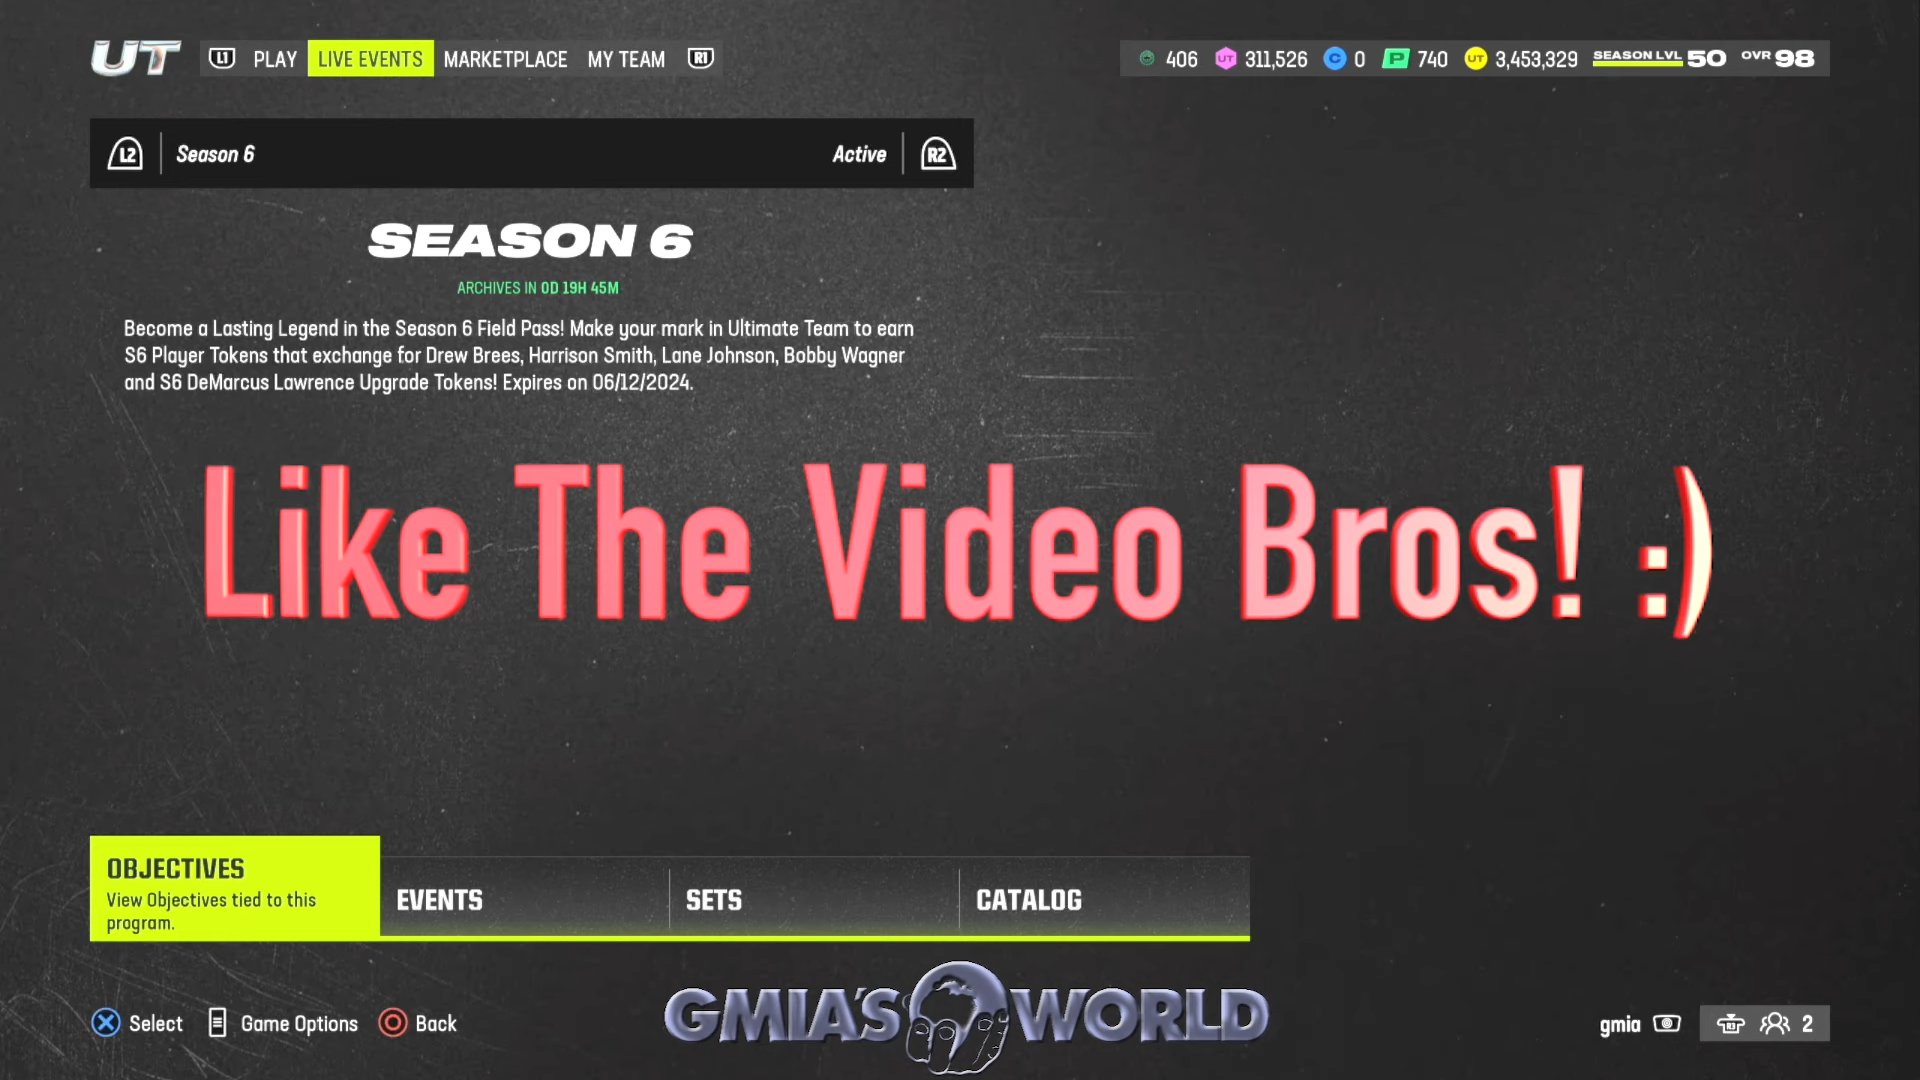 UT L1 PLAY LIVE EVENTS MARKETPLACE MY TEAM R1 406 UT 311,526 C 0 P 740 UT 3,453,329 SEASON LVL 50 OVR 98
L2 Season 6 Active R2
SEASON 6
ARCHIVES IN 0D 19H 45M
Become a Lasting Legend in the Season 6 Field Pass! Make your mark in Ultimate Team to earn
S6 Player Tokens that exchange for Drew Brees, Harrison Smith, Lane Johnson, Bobby Wagner
and S6 DeMarcus Lawrence Upgrade Tokens! Expires on 06/12/2024.
Like The Video Bros! :)
OBJECTIVES
View Objectives tied to this
program.
EVENTS SETS CATALOG
Select Game Options Back
GMIA'S WORLD
gmia R3 2